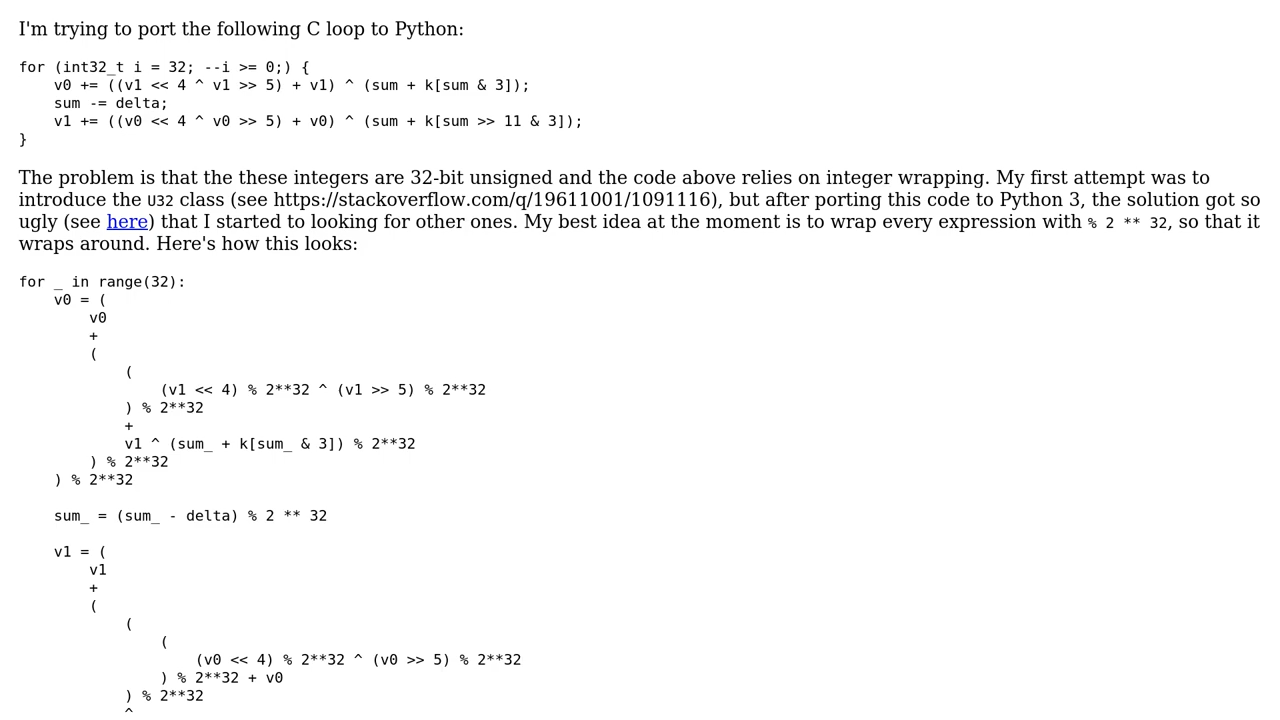 I'm trying to port the following C loop to Python:
for (int32_t i = 32; --i >= 0;) {
    v0 += ((v1 << 4 ^ v1 >> 5) + v1) ^ (sum + k[sum & 3]);
    sum -= delta;
    v1 += ((v0 << 4 ^ v0 >> 5) + v0) ^ (sum + k[sum >> 11 & 3]);
}
The problem is that the these integers are 32-bit unsigned and the code above relies on integer wrapping. My first attempt was to
introduce the U32 class (see https://stackoverflow.com/q/19611001/1091116), but after porting this code to Python 3, the solution got so
ugly (see here) that I started to looking for other ones. My best idea at the moment is to wrap every expression with % 2 ** 32, so that it
wraps around. Here's how this looks:
for _ in range(32):
    v0 = (
        v0
        +
        (
            (
                (v1 << 4) % 2**32 ^ (v1 >> 5) % 2**32
            ) % 2**32
            +
            v1 ^ (sum_ + k[sum_ & 3]) % 2**32
        ) % 2**32
    ) % 2**32
    sum_ = (sum_ - delta) % 2 ** 32
    v1 = (
        v1
        +
        (
            (
                (
                    (v0 << 4) % 2**32 ^ (v0 >> 5) % 2**32
                ) % 2**32 + v0
            ) % 2**32
            ^